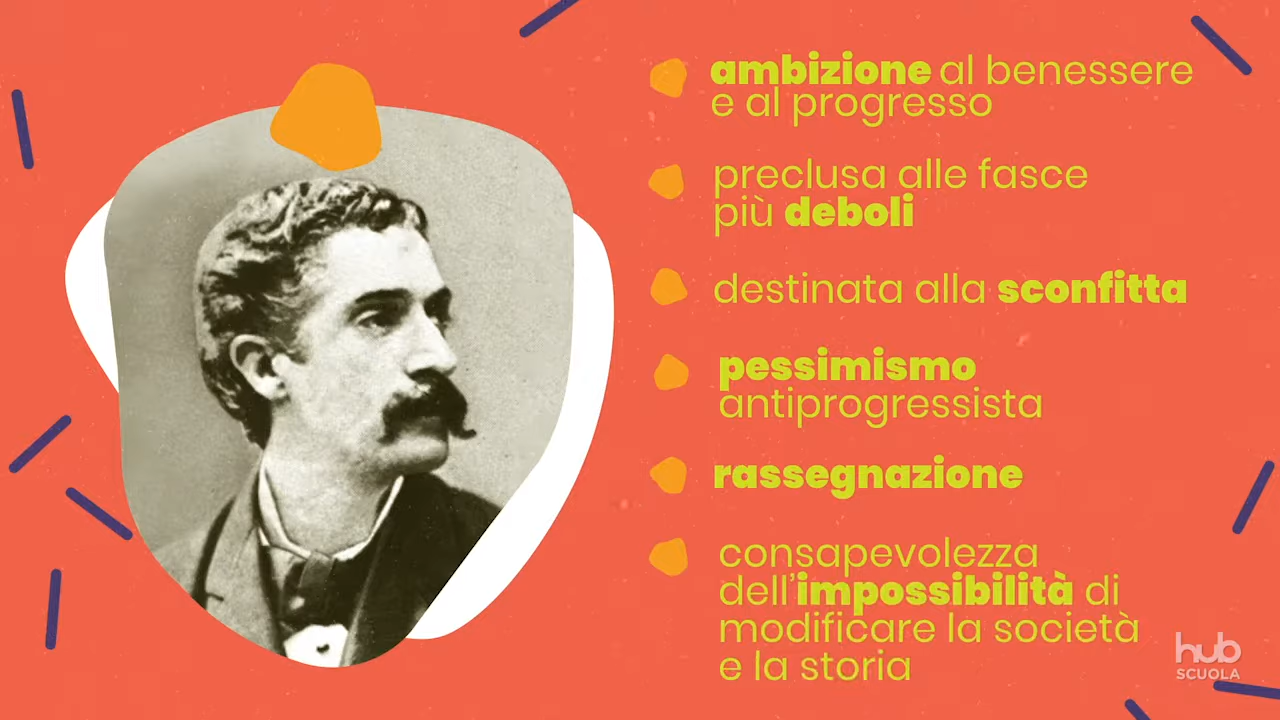 ambizione al benessere
e al progresso
preclusa alle fasce
più deboli
destinata alla sconfitta
pessimismo
antiprogressista
rassegnazione
consapevolezza
dell'impossibilità di
modificare la società
e la storia
hub
SCUOLA